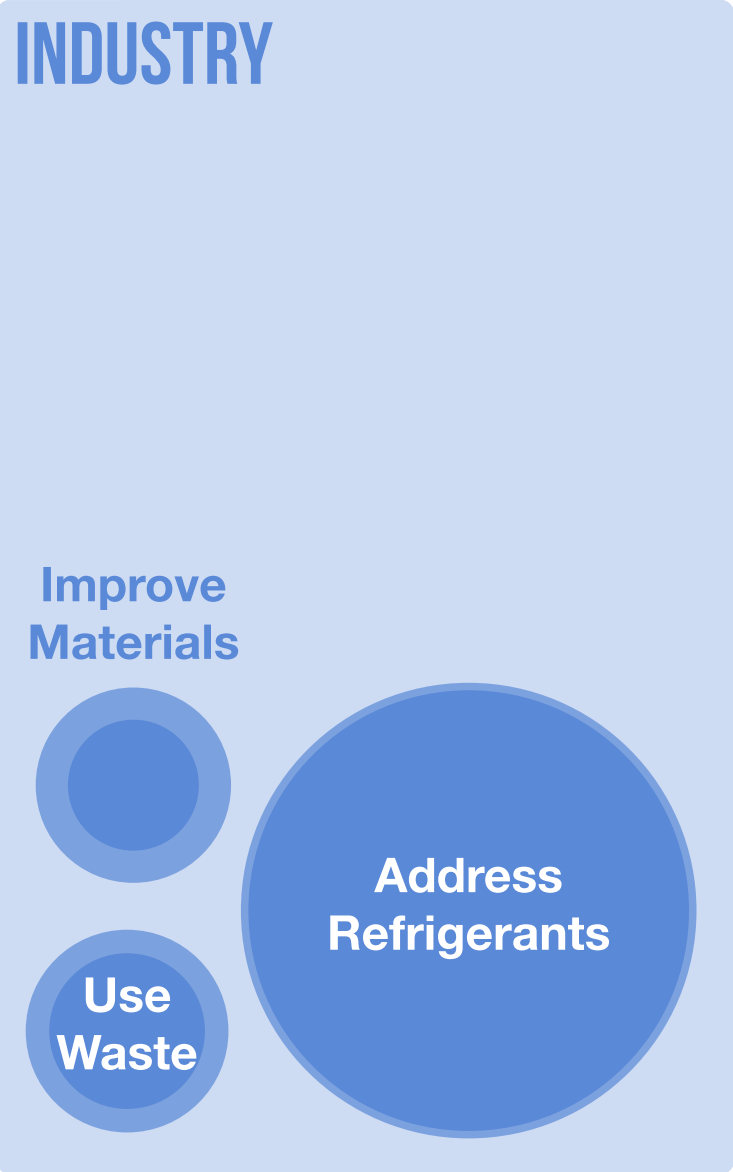 INDUSTRY
Improve
Materials
Address
Refrigerants
Use
Waste